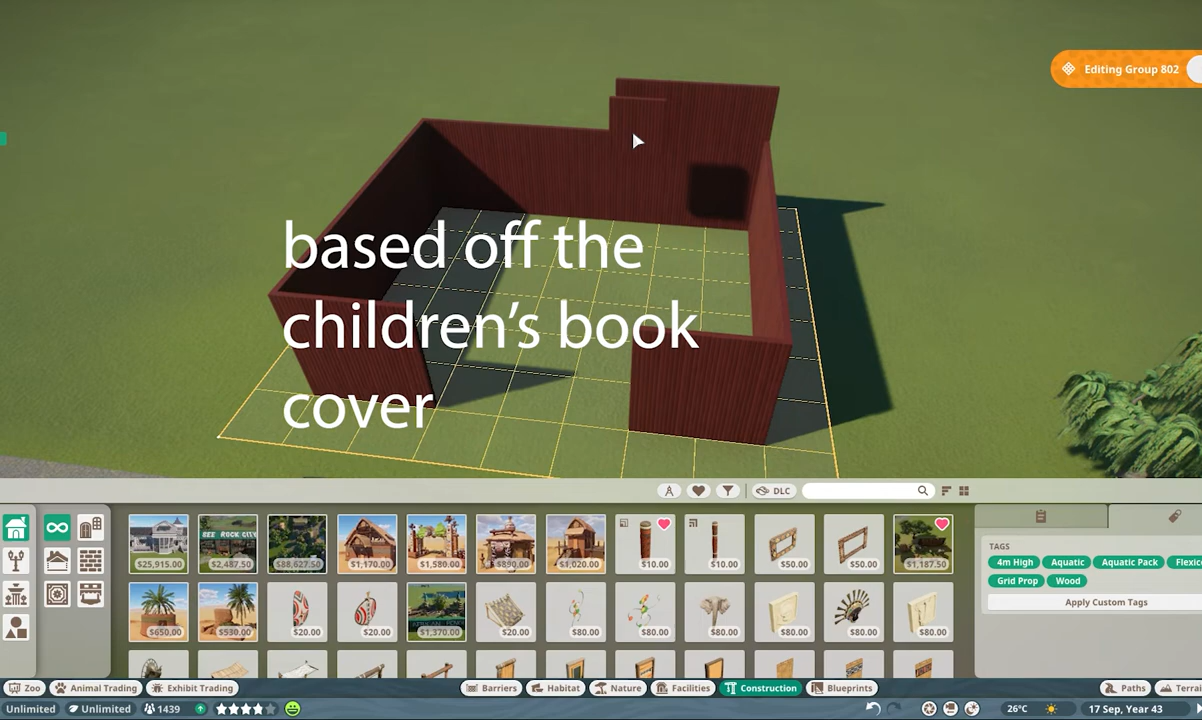 Editing Group 802
based off the
children's book
cover
DLC
TAGS
4m High
Aquatic
Aquatic Pack
Grid Prop
Wood
Apply Custom Tags
$25,915.00
$2,487.50
$88,627.50
$1,170.00
$1,580.00
$890.00
$1,020.00
$10.00
$10.00
$50.00
$50.00
$1,187.50
$650.00
$530.00
$20.00
$20.00
$1,370.00
$20.00
$80.00
$80.00
$80.00
$80.00
$80.00
$80.00
Zoo
Animal Trading
Exhibit Trading
Barriers
Habitat
Nature
Facilities
Construction
Blueprints
Paths
Unlimited
Unlimited
1439
26°C
17 Sep, Year 43